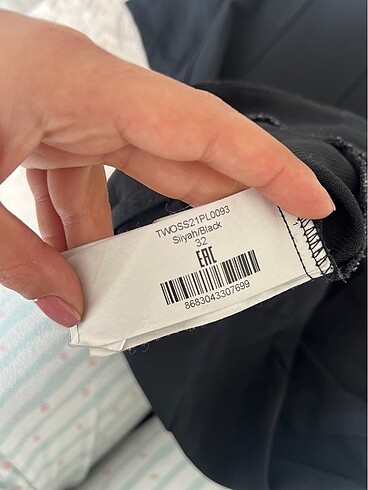 TWOSS21PL0093
Siyah/Black
32
EAC
8683043307699